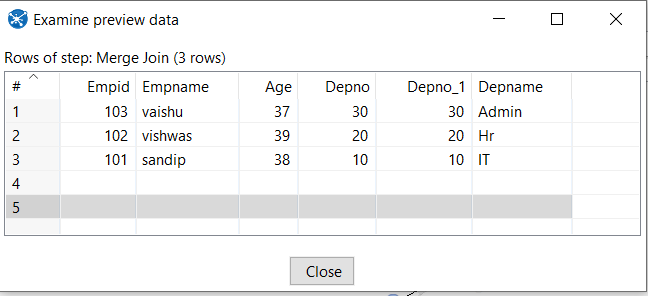 Examine preview data
Rows of step: Merge Join (3 rows)
# Empid Empname Age Depno Depno_1 Depname
1 103 vaishu 37 30 30 Admin
2 102 vishwas 39 20 20 Hr
3 101 sandip 38 10 10 IT
4
5
Close